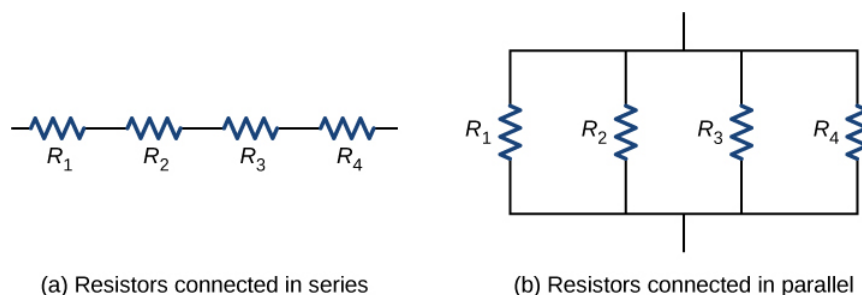 R1 R2 R3 R4
R1 R2 R3 R4
(a) Resistors connected in series
(b) Resistors connected in parallel